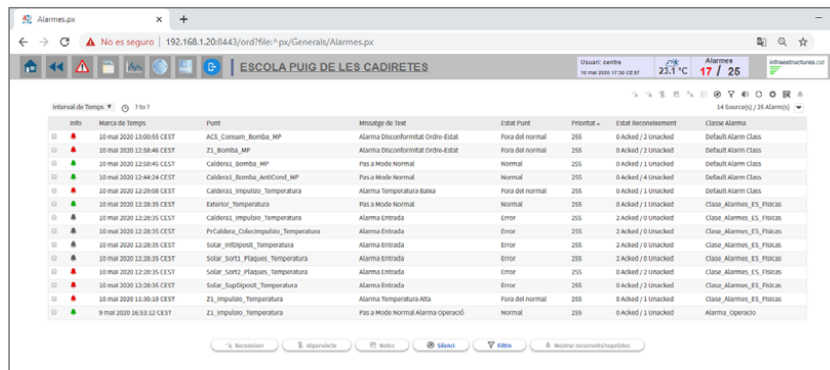 Alarmes.px
No es seguro | 192.168.1.20:8443/ord?file:^px/Generals/Alarmes.px
ESCOLA PUIG DE LES CADIRETES
Usuari: centre
10 mai 2020 17:30 CEST
23.1 °C
Alarmes
17 / 25
infraestructures.cat
Interval de Temps ? to ?
14 Source(s) / 25 Alarm(s)
Info Marca de Temps Punt Missatge de Text Estat Punt Prioritat Estat Reconeixement Classe Alarma
10 mai 2020 13:00:55 CEST ACS_Consum_Bomba_MP Alarma Disconformitat Ordre-Estat Fora del normal 255 0 Acked / 2 Unacked Default Alarm Class
10 mai 2020 12:58:46 CEST Z1_Bomba_MP Alarma Disconformitat Ordre-Estat Fora del normal 255 0 Acked / 2 Unacked Default Alarm Class
10 mai 2020 12:58:45 CEST Caldera1_Bomba_MP Pas a Mode Normal Normal 255 0 Acked / 2 Unacked Default Alarm Class
10 mai 2020 12:44:24 CEST Caldera1_Bomba_AntiCond_MP Pas a Mode Normal Normal 255 0 Acked / 4 Unacked Default Alarm Class
10 mai 2020 12:29:08 CEST Caldera1_Impulsio_Temperatura Alarma Temperatura Baixa Fora del normal 255 0 Acked / 1 Unacked Default Alarm Class
10 mai 2020 12:28:35 CEST Exterior_Temperatura Pas a Mode Normal Normal 255 0 Acked / 1 Unacked Clase_Alarmes_ES_Fisicas
10 mai 2020 12:28:35 CEST Caldera1_Impulsio_Temperatura Alarma Entrada Error 255 2 Acked / 0 Unacked Clase_Alarmes_ES_Fisicas
10 mai 2020 12:28:35 CEST PrCaldera_ColecImpulsio_Temperatura Alarma Entrada Error 255 2 Acked / 0 Unacked Clase_Alarmes_ES_Fisicas
10 mai 2020 12:28:35 CEST Solar_InfDiposit_Temperatura Alarma Entrada Error 255 2 Acked / 0 Unacked Clase_Alarmes_ES_Fisicas
10 mai 2020 12:28:35 CEST Solar_Sort1_Plaques_Temperatura Alarma Entrada Error 255 2 Acked / 0 Unacked Clase_Alarmes_ES_Fisicas
10 mai 2020 12:28:35 CEST Solar_Sort2_Plaques_Temperatura Alarma Entrada Error 255 0 Acked / 1 Unacked Clase_Alarmes_ES_Fisicas
10 mai 2020 12:28:35 CEST Solar_SupDiposit_Temperatura Alarma Entrada Error 255 0 Acked / 1 Unacked Clase_Alarmes_ES_Fisicas
10 mai 2020 11:30:18 CEST Z1_Impulsio_Temperatura Alarma Temperatura Alta Fora del normal 255 0 Acked / 1 Unacked Clase_Alarmes_ES_Fisicas
9 mai 2020 16:53:12 CEST Z1_Impulsio_Temperatura Pas a Mode Normal Alarma Operació Normal 255 0 Acked / 1 Unacked Alarma_Operacio
Reconeixer Hipervíncle Notes Silenci Filtre Mostrar recurrents/repetides